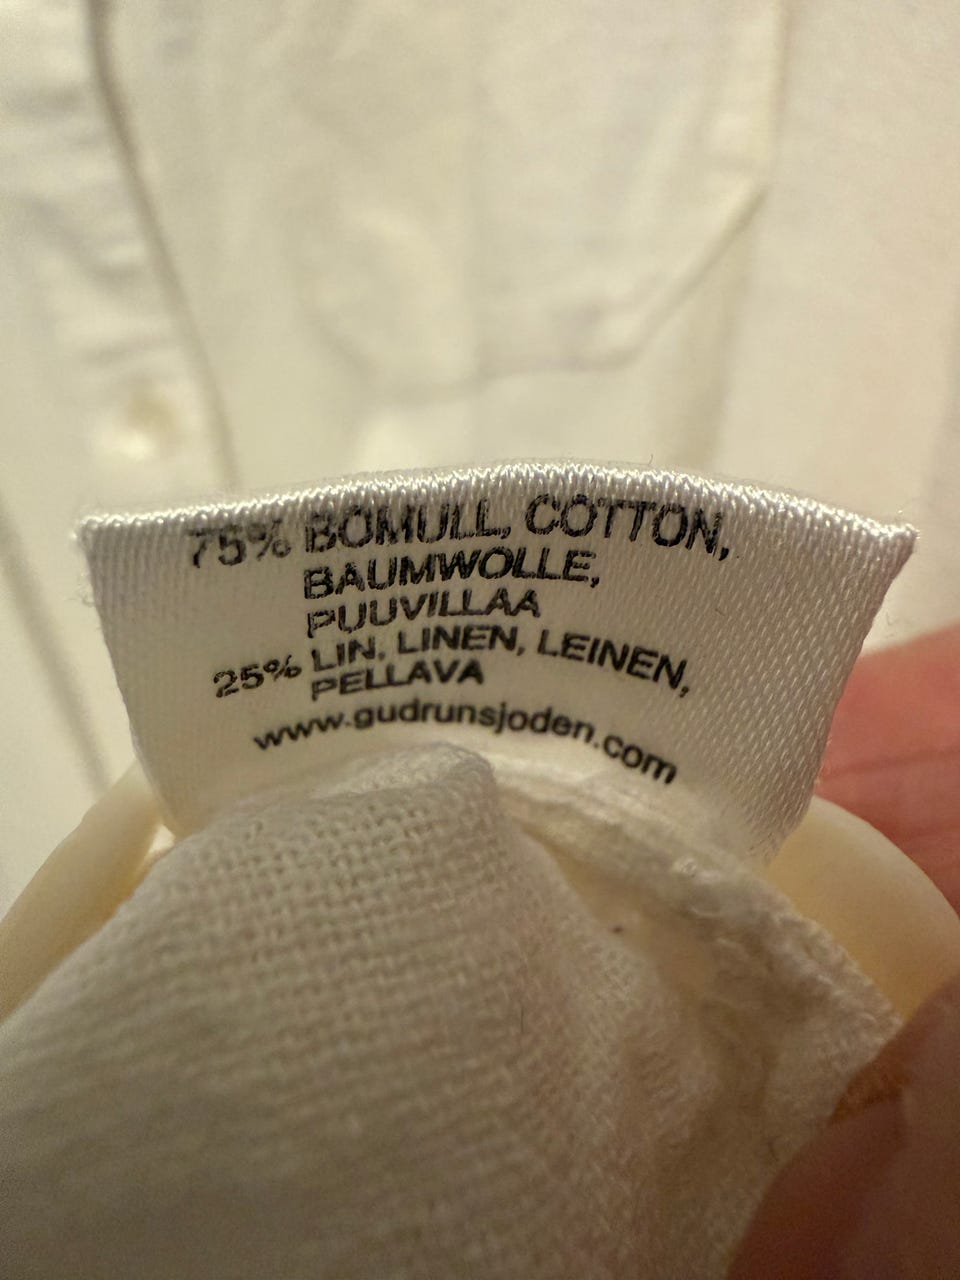 75% BOMULL, COTTON,
BAUMWOLLE,
PUUVILLAA
25% LIN, LINEN, LEINEN,
PELLAVA
www.gudrunsjoden.com